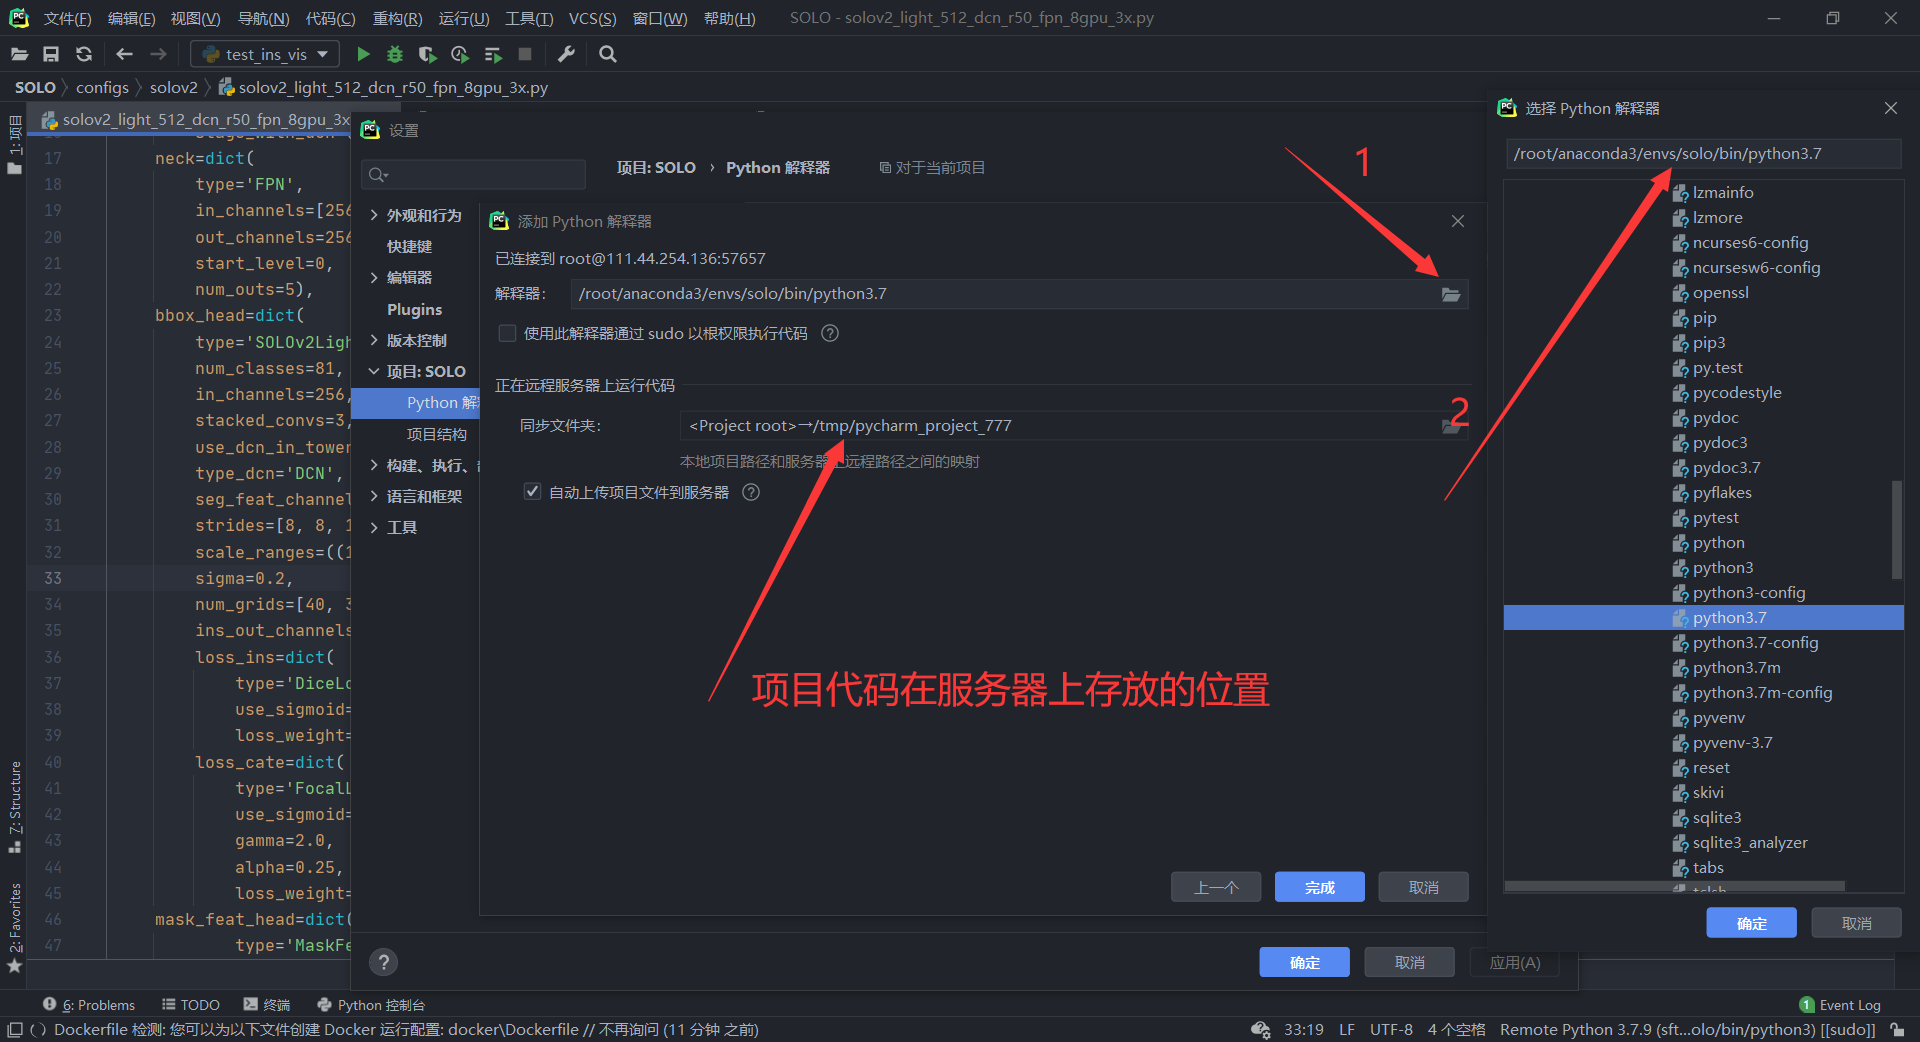 文件(F) 编辑(E) 视图(V) 导航(N) 代码(C) 重构(R) 运行(U) 工具(T) VCS(S) 窗口(W) 帮助(H) SOLO - solov2_light_512_dcn_r50_fpn_8gpu_3x.py
test_ins_vis
SOLO configs solov2 solov2_light_512_dcn_r50_fpn_8gpu_3x.py
solov2_light_512_dcn_r50_fpn_8gpu_3x
1: 项目
7: Structure
2: Favorites
17 neck=dict(
18 type='FPN',
19 in_channels=[256
20 out_channels=256
21 start_level=0,
22 num_outs=5),
23 bbox_head=dict(
24 type='SOLOv2Ligh
25 num_classes=81,
26 in_channels=256,
27 stacked_convs=3,
28 use_dcn_in_tower
29 type_dcn='DCN',
30 seg_feat_channel
31 strides=[8, 8, 1
32 scale_ranges=((1
33 sigma=0.2,
34 num_grids=[40, 3
35 ins_out_channels
36 loss_ins=dict(
37 type='DiceLo
38 use_sigmoid=
39 loss_weight=
40 loss_cate=dict(
41 type='FocalL
42 use_sigmoid=
43 gamma=2.0,
44 alpha=0.25,
45 loss_weight=
46 mask_feat_head=dict(
47 type='MaskFe
设置
项目: SOLO › Python 解释器 对于当前项目
外观和行为
快捷键
编辑器
Plugins
版本控制
项目: SOLO
Python 解
项目结构
构建、执行、
语言和框架
工具
添加 Python 解释器
已连接到 root@111.44.254.136:57657
解释器: /root/anaconda3/envs/solo/bin/python3.7
使用此解释器通过 sudo 以根权限执行代码 ?
正在远程服务器上运行代码
同步文件夹: <Project root>→/tmp/pycharm_project_777
本地项目路径和服务器上远程路径之间的映射
自动上传项目文件到服务器 ?
1
2
项目代码在服务器上存放的位置
上一个 完成 取消
? 确定 取消 应用(A)
选择 Python 解释器
/root/anaconda3/envs/solo/bin/python3.7
lzmainfo
lzmore
ncurses6-config
ncursesw6-config
openssl
pip
pip3
py.test
pycodestyle
pydoc
pydoc3
pydoc3.7
pyflakes
pytest
python
python3
python3-config
python3.7
python3.7-config
python3.7m
python3.7m-config
pyvenv
pyvenv-3.7
reset
skivi
sqlite3
sqlite3_analyzer
tabs
tclsh
确定 取消
6: Problems TODO 终端 Python 控制台 1 Event Log
Dockerfile 检测: 您可以为以下文件创建 Docker 运行配置: docker\Dockerfile // 不再询问 (11 分钟 之前) 33:19 LF UTF-8 4 个空格 Remote Python 3.7.9 (sft...olo/bin/python3) [[sudo]]